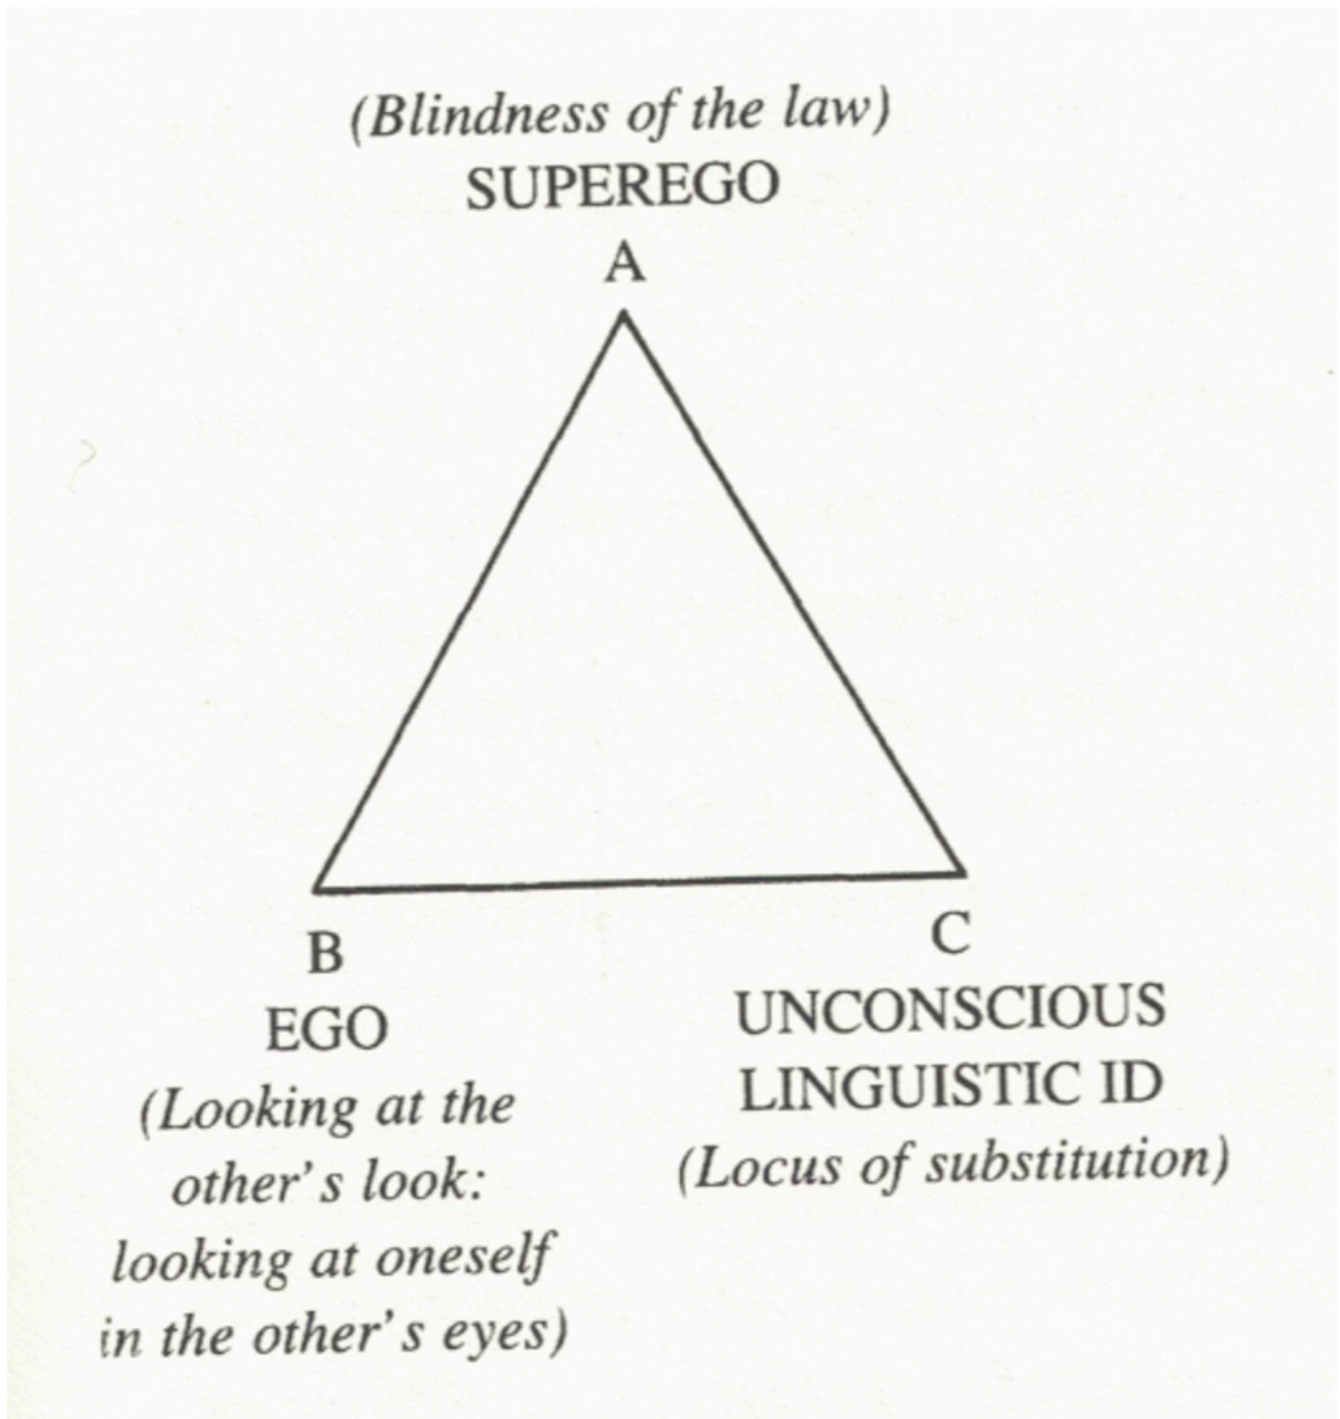 (Blindness of the law)
SUPEREGO
A
B
EGO
(Looking at the
other's look:
looking at oneself
in the other's eyes)
C
UNCONSCIOUS
LINGUISTIC ID
(Locus of substitution)